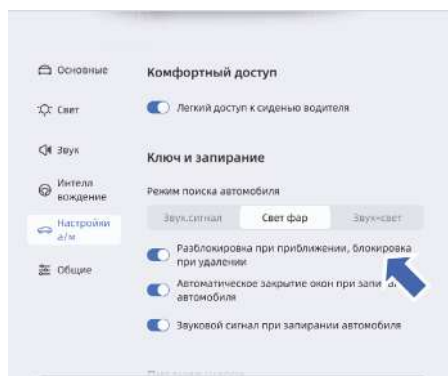 Основные
Комфортный доступ
Свет
Легкий доступ к сиденью водителя
Звук
Ключ и запирание
Интелл
вождение
Режим поиска автомобиля
Настройки
а/м
Звук.сигнал
Свет фар
Звук+свет
Разблокировка при приближении, блокировка
при удалении
Общие
Автоматическое закрытие окон при
автомобиля
Звуковой сигнал при запирании автомобиля